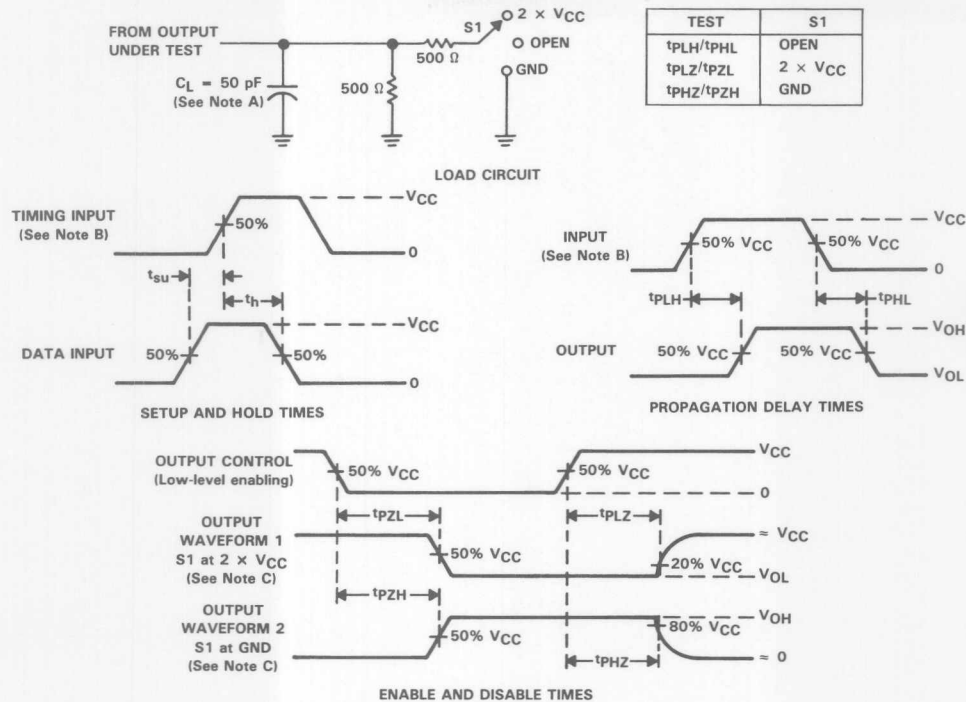 FROM OUTPUT
UNDER TEST
CL = 50 pF
(See Note A)
500 Ω
500 Ω
S1
2 × VCC
OPEN
GND
TEST S1
tPLH/tPHL OPEN
tPLZ/tPZL 2 × VCC
tPHZ/tPZH GND
LOAD CIRCUIT
TIMING INPUT
(See Note B)
50%
VCC
0
tsu
th
DATA INPUT
50%
50%
VCC
0
SETUP AND HOLD TIMES
INPUT
(See Note B)
50% VCC
50% VCC
VCC
0
tPLH
tPHL
OUTPUT
50% VCC
50% VCC
VOH
VOL
PROPAGATION DELAY TIMES
OUTPUT CONTROL
(Low-level enabling)
50% VCC
50% VCC
VCC
0
tPZL
tPLZ
OUTPUT
WAVEFORM 1
S1 at 2 × VCC
(See Note C)
50% VCC
20% VCC
≈ VCC
VOL
tPZH
OUTPUT
WAVEFORM 2
S1 at GND
(See Note C)
50% VCC
80% VCC
VOH
≈ 0
tPHZ
ENABLE AND DISABLE TIMES